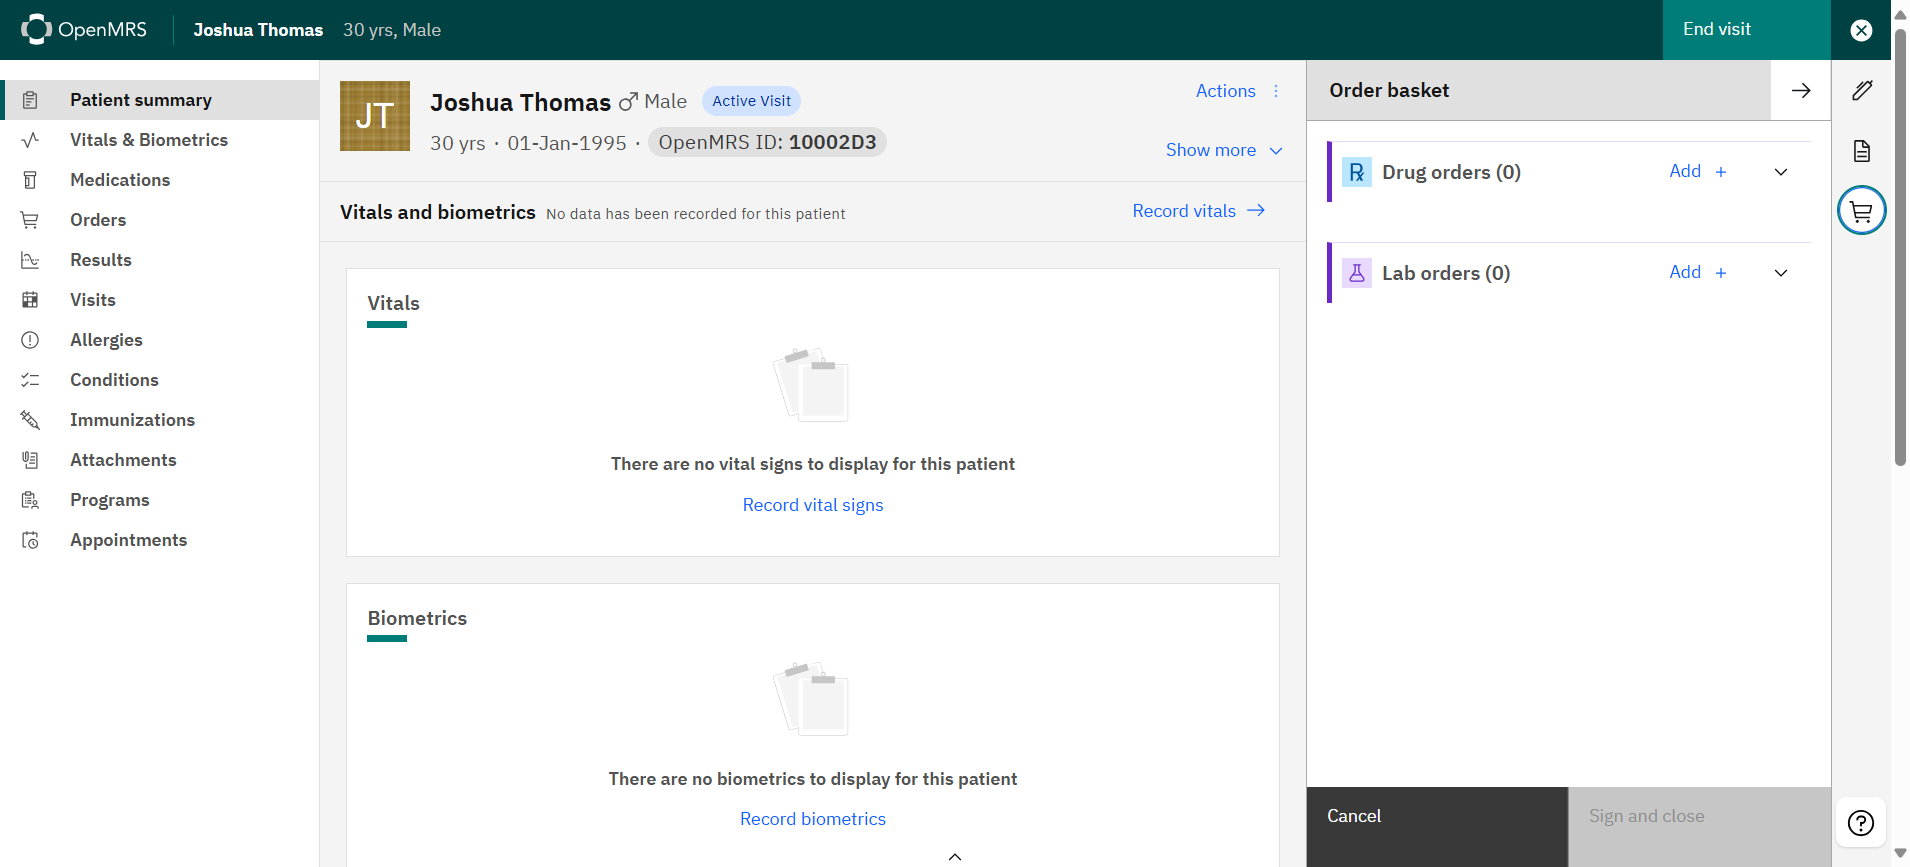 OpenMRS
Joshua Thomas 30 yrs, Male
End visit
Patient summary
Vitals & Biometrics
Medications
Orders
Results
Visits
Allergies
Conditions
Immunizations
Attachments
Programs
Appointments
JT
Joshua Thomas Male Active Visit
30 yrs · 01-Jan-1995 · OpenMRS ID: 10002D3
Actions
Show more
Vitals and biometrics No data has been recorded for this patient
Record vitals
Vitals
There are no vital signs to display for this patient
Record vital signs
Biometrics
There are no biometrics to display for this patient
Record biometrics
Order basket
Rx Drug orders (0) Add +
Lab orders (0) Add +
Cancel
Sign and close